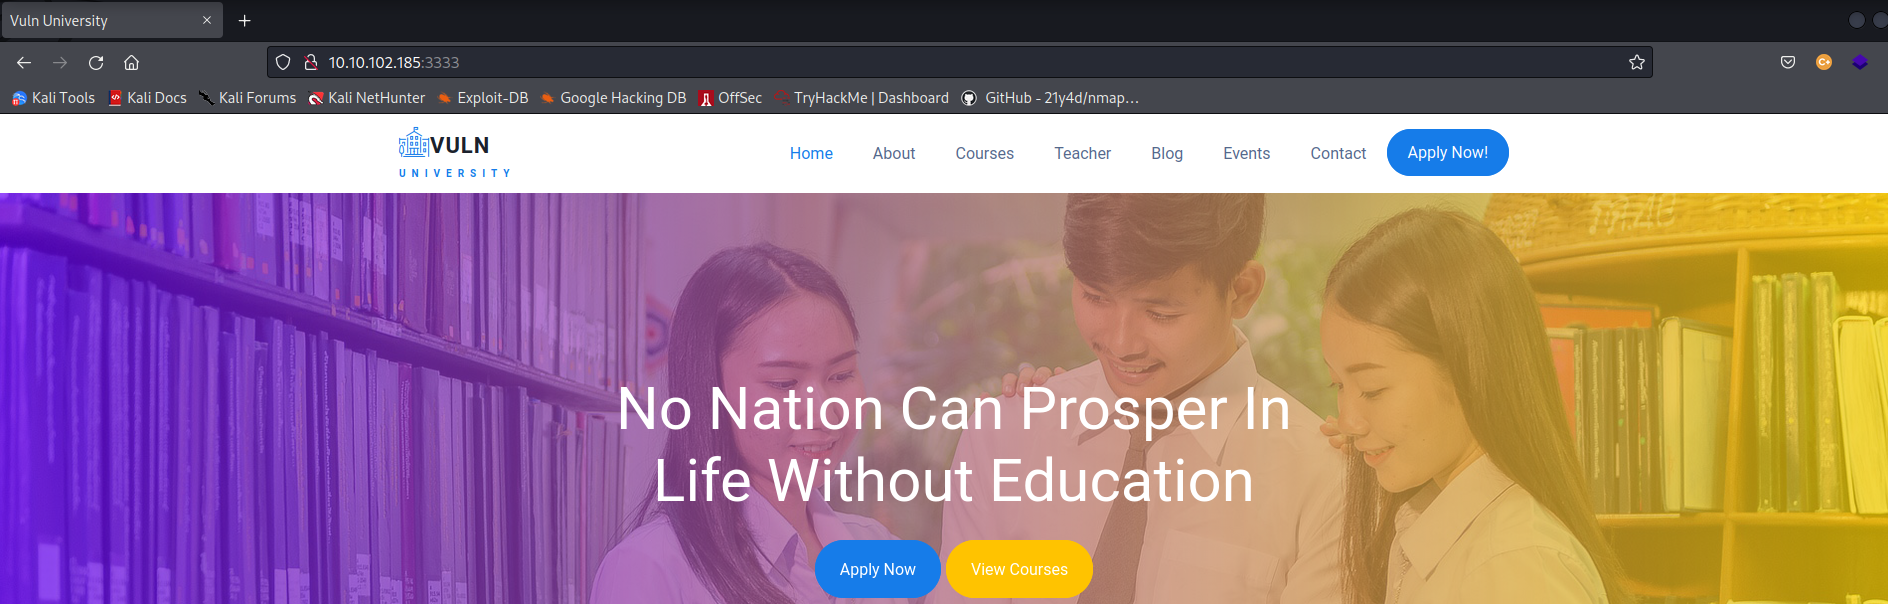 Vuln University
10.10.102.185:3333
Kali Tools Kali Docs Kali Forums Kali NetHunter Exploit-DB Google Hacking DB OffSec TryHackMe | Dashboard GitHub - 21y4d/nmap...
VULN
UNIVERSITY
Home About Courses Teacher Blog Events Contact Apply Now!
No Nation Can Prosper In
Life Without Education
Apply Now View Courses